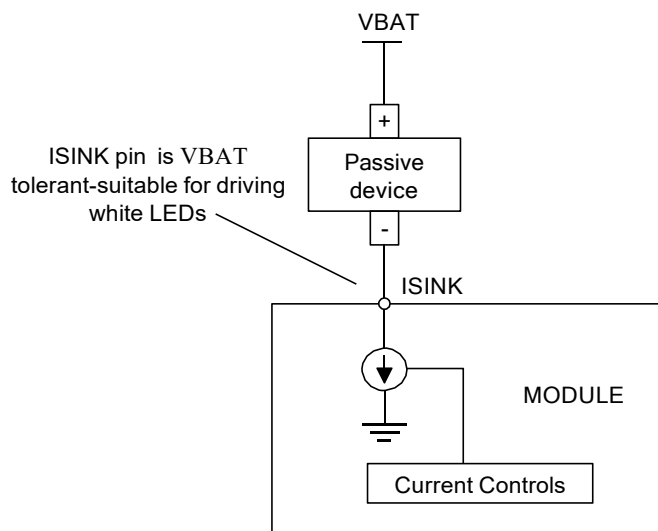 VBAT
+
Passive
device
-
ISINK pin is VBAT
tolerant-suitable for driving
white LEDs
ISINK
MODULE
Current Controls